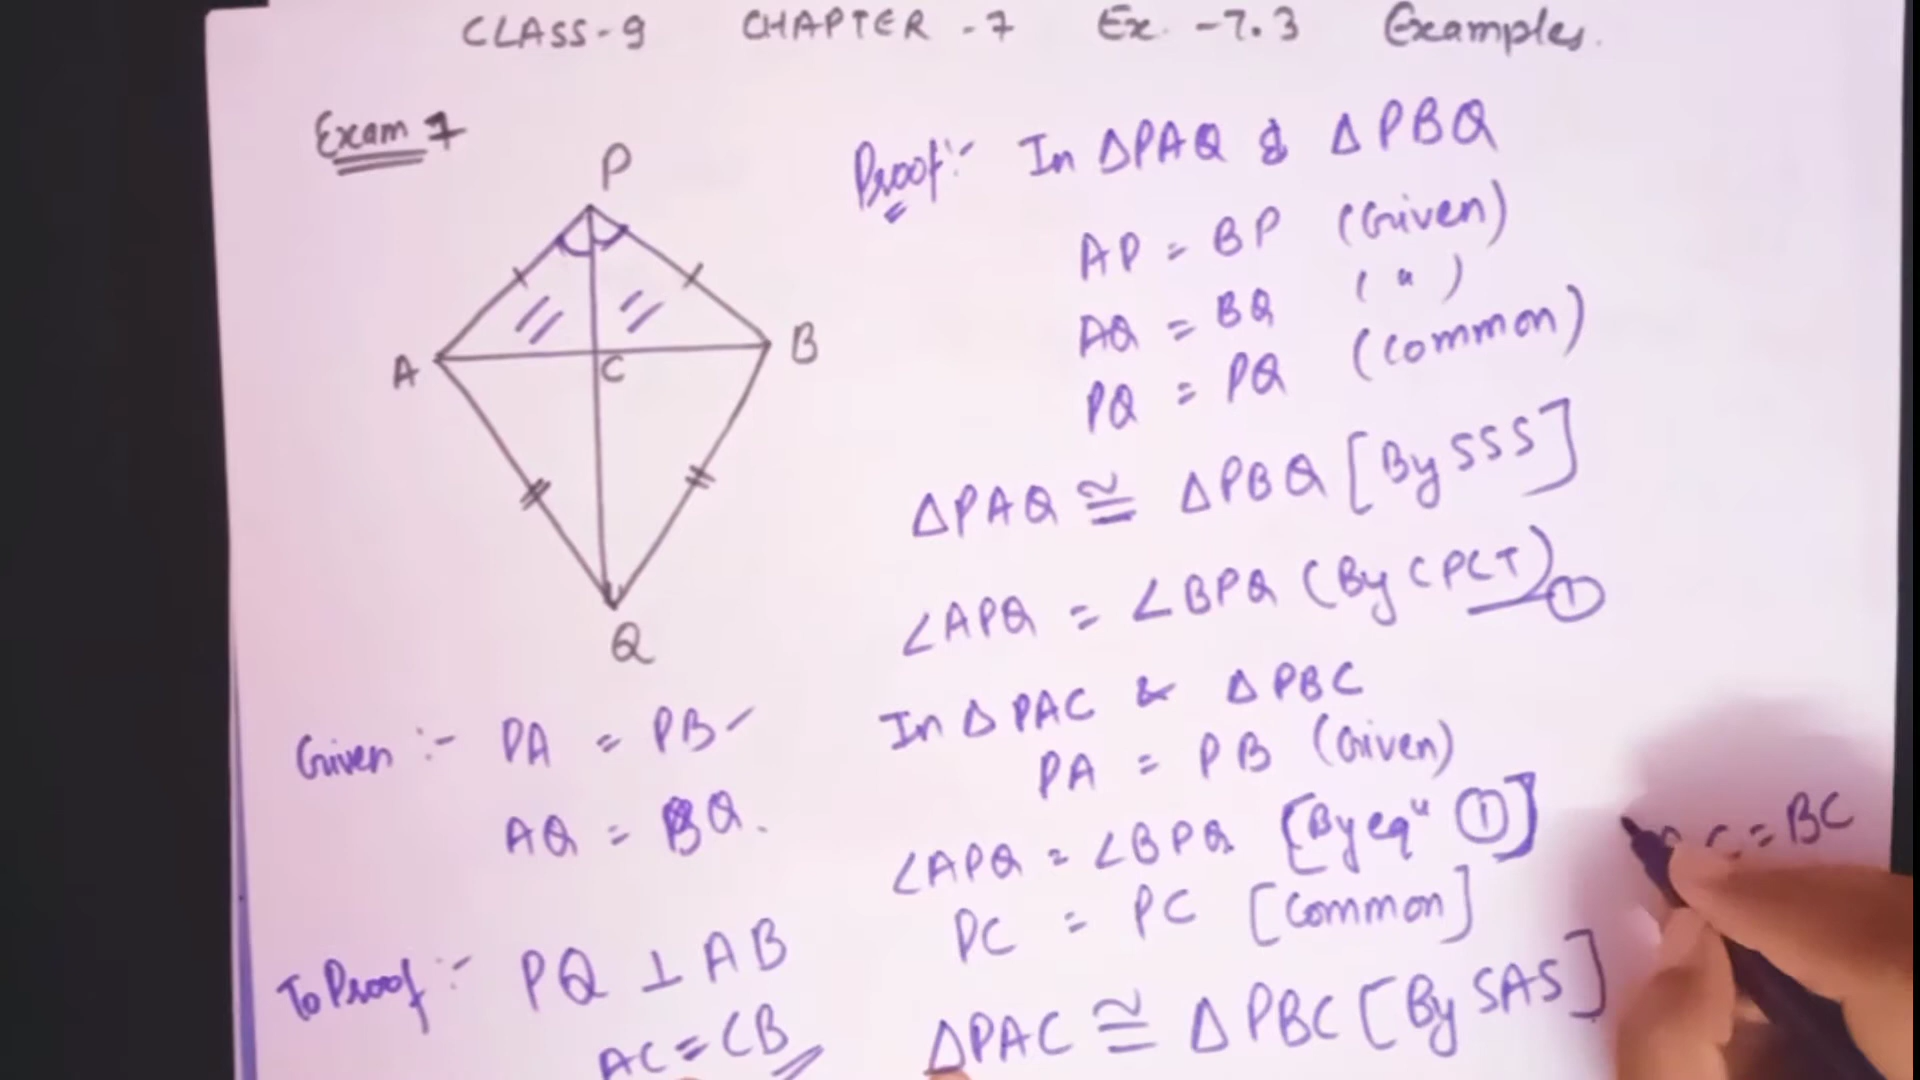 CLASS-9 CHAPTER-7 Ex-7.3 Examples.
Exam 7
P
A
B
C
Q
Given :- PA = PB
AQ = BQ.
To Proof :- PQ ⊥ AB
AC = CB
Proof :- In ΔPAQ & ΔPBQ
AP = BP (Given)
AQ = BQ ( " )
PQ = PQ (common)
ΔPAQ ≅ ΔPBQ [By SSS]
∠APQ = ∠BPQ (By CPCT) ①
In ΔPAC & ΔPBC
PA = PB (Given)
∠APQ = ∠BPQ [By eqⁿ ①]
PC = PC [Common]
ΔPAC ≅ ΔPBC [By SAS]
C = BC